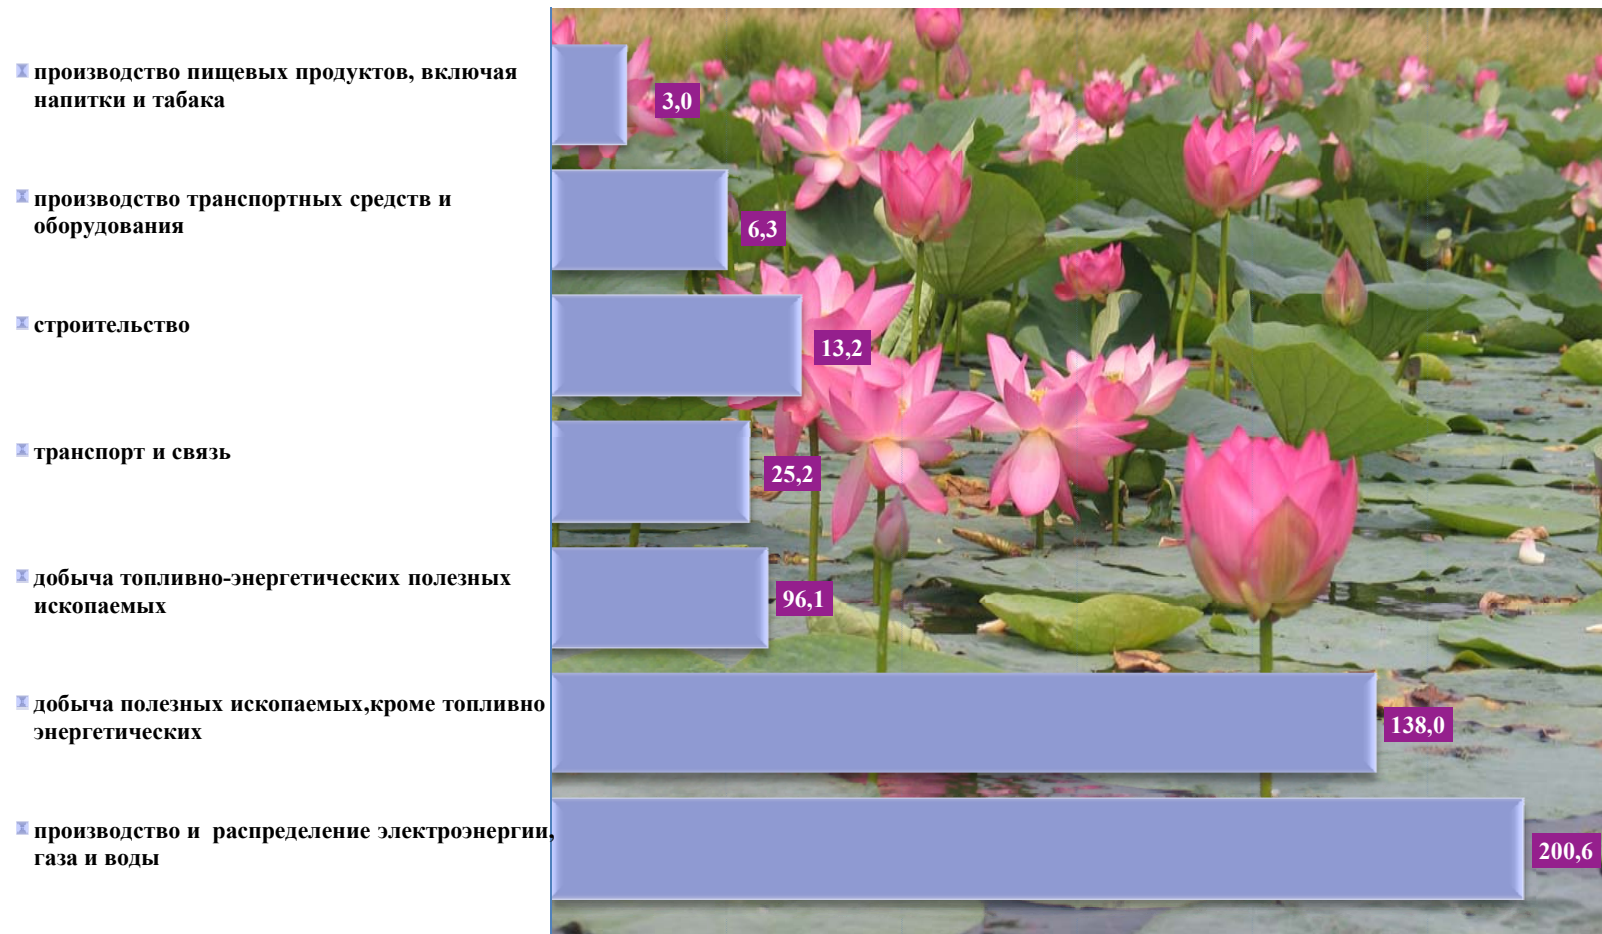 производство пищевых продуктов, включая
напитки и табака
3,0
производство транспортных средств и
оборудования
6,3
строительство
13,2
транспорт и связь
25,2
добыча топливно-энергетических полезных
ископаемых
96,1
добыча полезных ископаемых,кроме топливно
энергетических
138,0
производство и распределение электроэнергии,
газа и воды
200,6